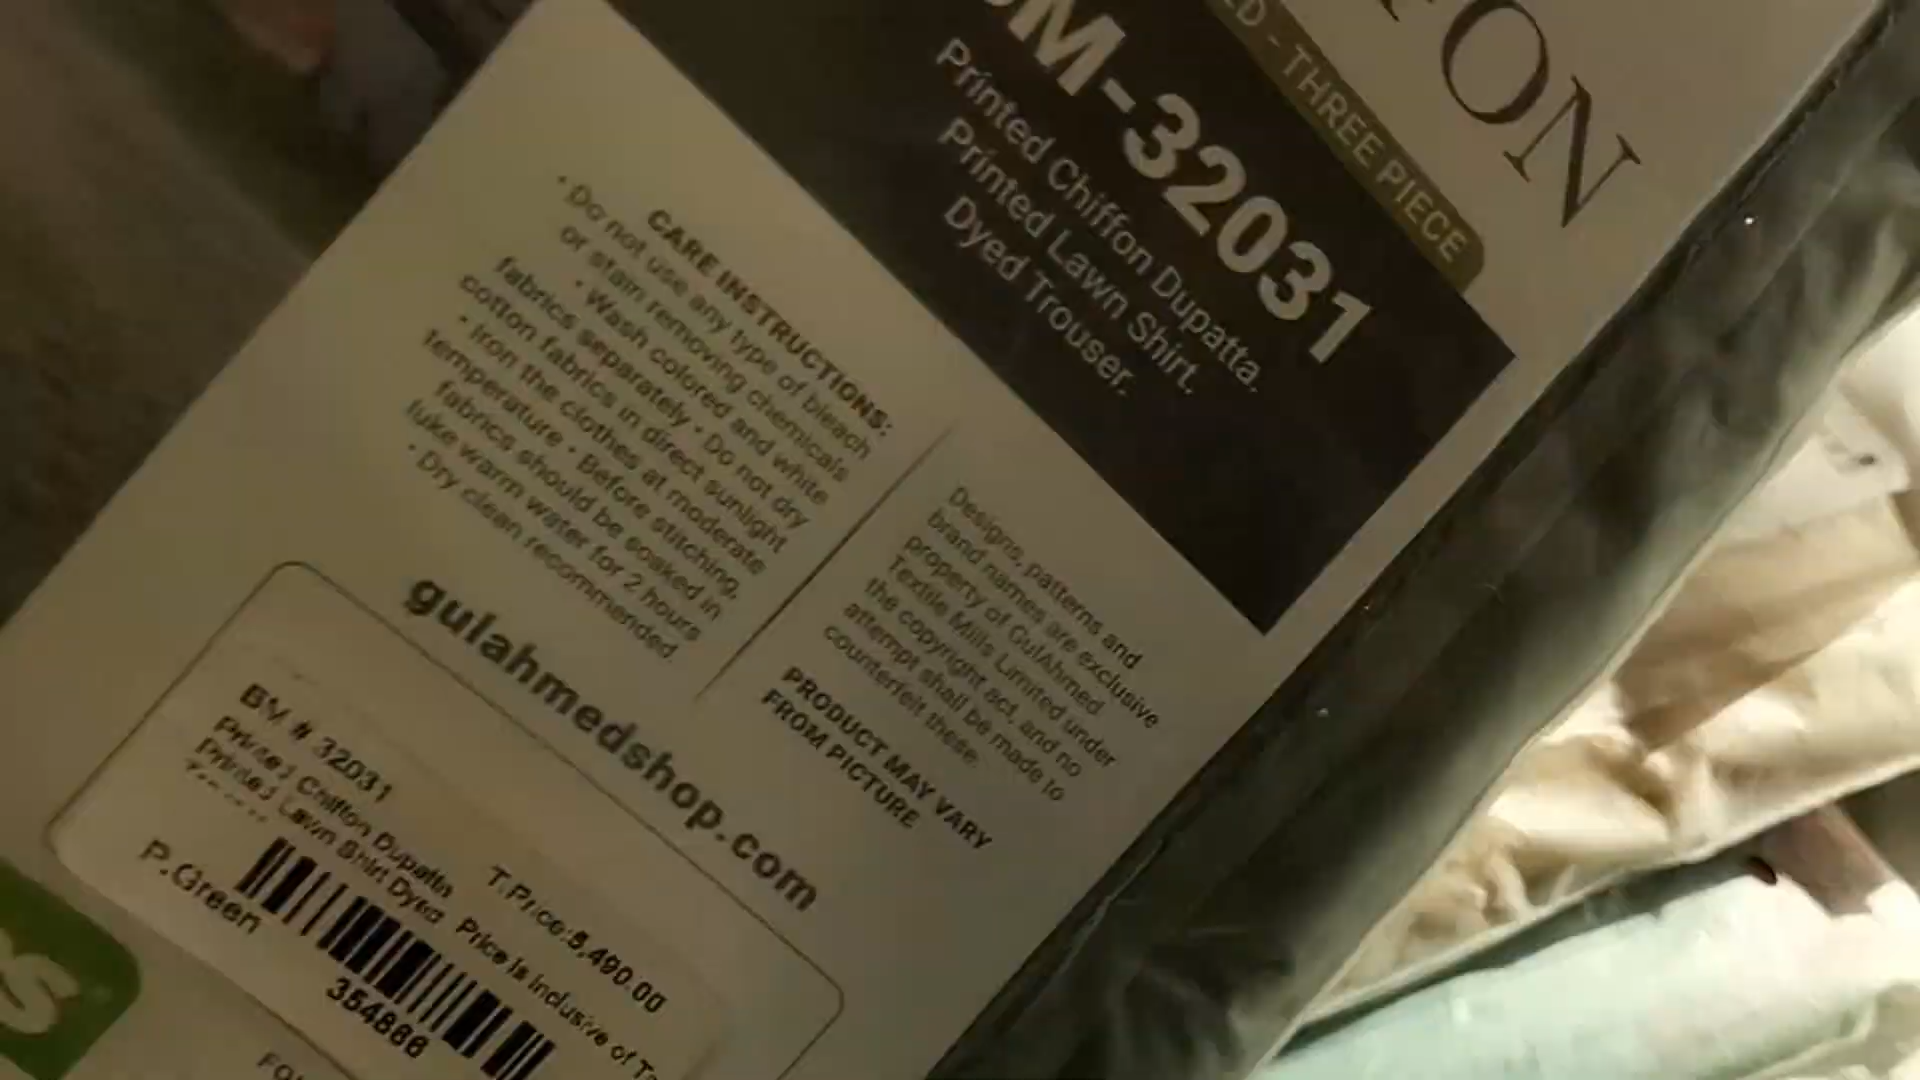 TON
ED - THREE PIECE
BM-32031
Printed Chiffon Dupatta.
Printed Lawn Shirt.
Dyed Trouser.
CARE INSTRUCTIONS:
• Do not use any type of bleach
or stain removing chemicals
• Wash colored and white
fabrics separately • Do not dry
cotton fabrics in direct sunlight
• Iron the clothes at moderate
temperature • Before stitching,
fabrics should be soaked in
luke warm water for 2 hours
• Dry clean recommended.
Designs, patterns and
brand names are exclusive
property of GulAhmed
Textile Mills Limited under
the copyright act, and no
attempt shall be made to
counterfeit these.
PRODUCT MAY VARY
FROM PICTURE
gulahmedshop.com
BM # 32031
Printed Chiffon Dupatta
Printed Lawn Shirt Dyed
T.Price:5,490.00
Price is Inclusive of
P.Green
354886